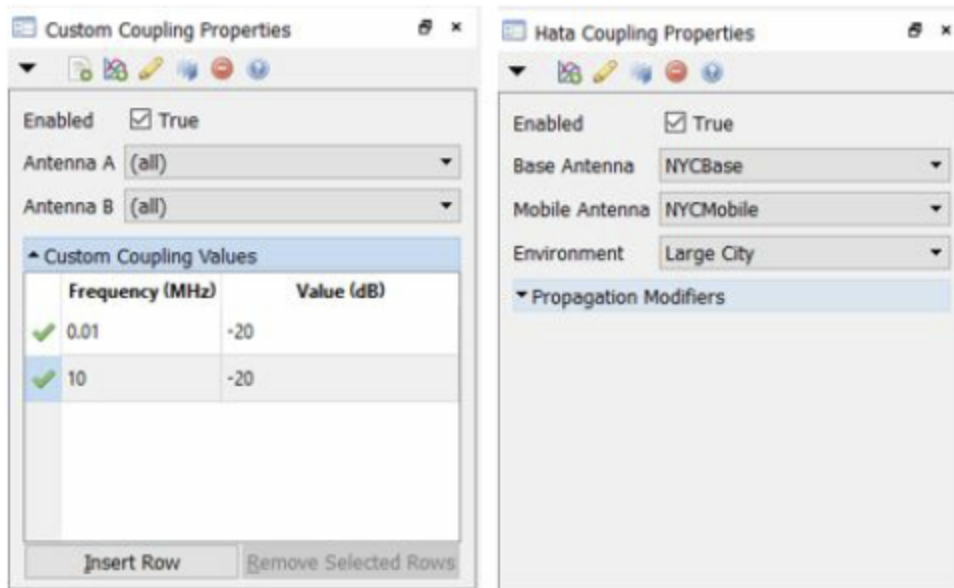 Custom Coupling Properties
Enabled True
Antenna A (all)
Antenna B (all)
Custom Coupling Values
Frequency (MHz) Value (dB)
0.01 -20
10 -20
Insert Row Remove Selected Rows
Hata Coupling Properties
Enabled True
Base Antenna NYCBase
Mobile Antenna NYCMobile
Environment Large City
Propagation Modifiers